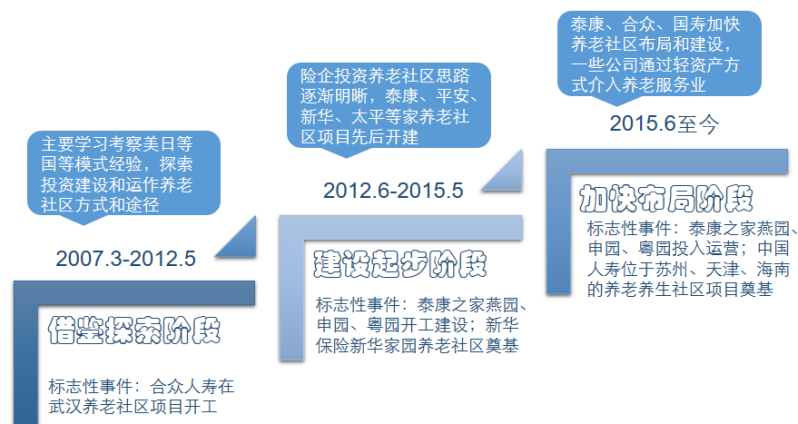 主要学习考察美日等
国等模式经验，探索
投资建设和运作养老
社区方式和途径
2007.3-2012.5
借鉴探索阶段
标志性事件：合众人寿在
武汉养老社区项目开工
险企投资养老社区思路
逐渐明晰，泰康、平安、
新华、太平等家养老社
区项目先后开建
2012.6-2015.5
建设起步阶段
标志性事件：泰康之家燕园、
申园、粤园开工建设；新华
保险新华家园养老社区奠基
泰康、合众、国寿加快
养老社区布局和建设，
一些公司通过轻资产方
式介入养老服务业
2015.6至今
加快布局阶段
标志性事件：泰康之家燕园、
申园、粤园投入运营；中国
人寿位于苏州、天津、海南
的养老养生社区项目奠基